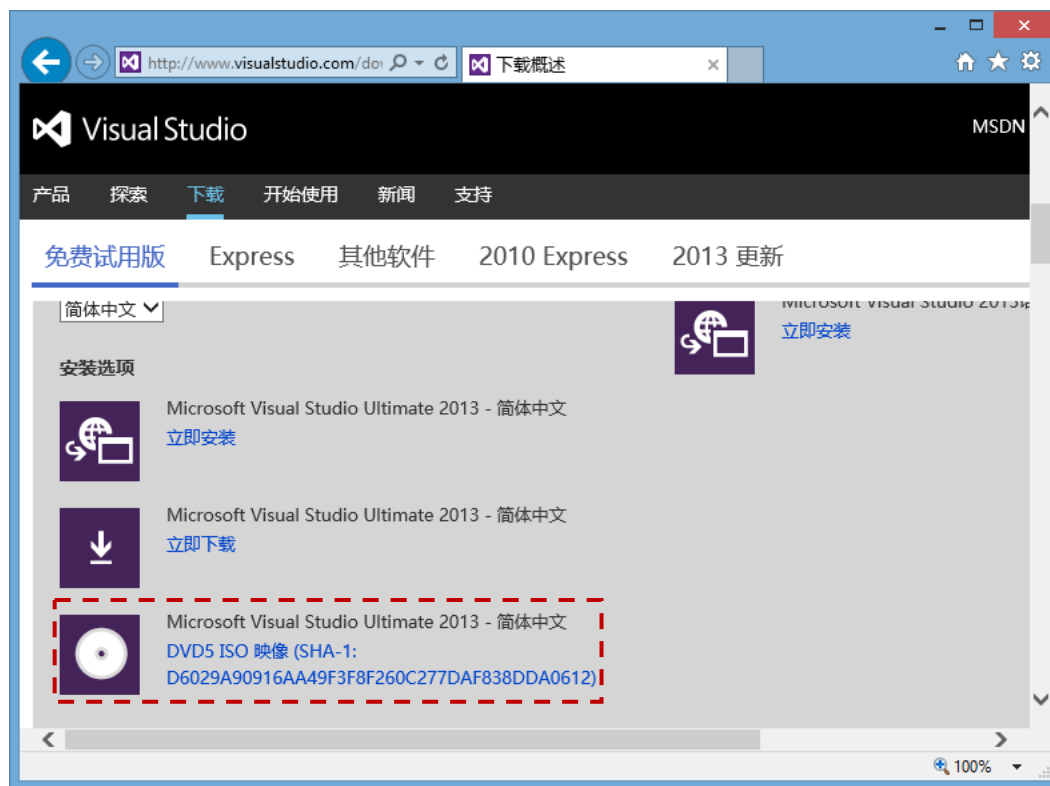 http://www.visualstudio.com/do
下载概述
Visual Studio
MSDN
产品 探索 下载 开始使用 新闻 支持
免费试用版 Express 其他软件 2010 Express 2013 更新
简体中文
Microsoft Visual Studio 2013
立即安装
安装选项
Microsoft Visual Studio Ultimate 2013 - 简体中文
立即安装
Microsoft Visual Studio Ultimate 2013 - 简体中文
立即下载
Microsoft Visual Studio Ultimate 2013 - 简体中文
DVD5 ISO 映像 (SHA-1:
D6029A90916AA49F3F8F260C277DAF838DDA0612)
100%